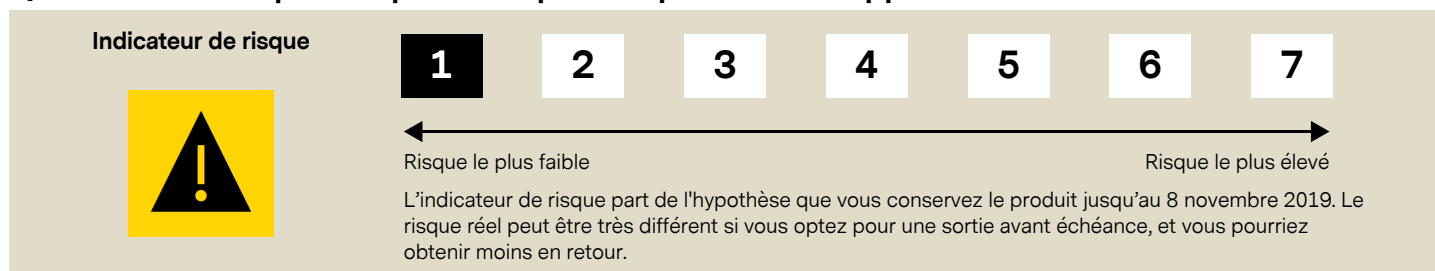 Indicateur de risque
1 2 3 4 5 6 7
Risque le plus faible Risque le plus élevé
L’indicateur de risque part de l'hypothèse que vous conservez le produit jusqu’au 8 novembre 2019. Le
risque réel peut être très différent si vous optez pour une sortie avant échéance, et vous pourriez
obtenir moins en retour.